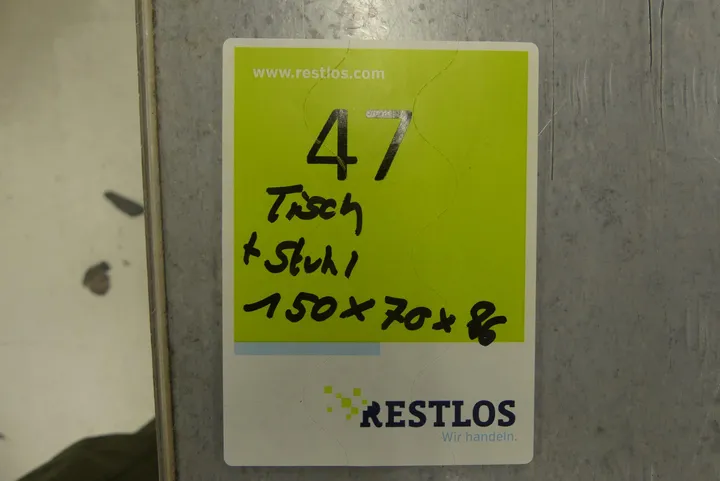 www.restlos.com
47
Tisch
+ Stuhl
150 x 70 x 86
RESTLOS
Wir handeln.